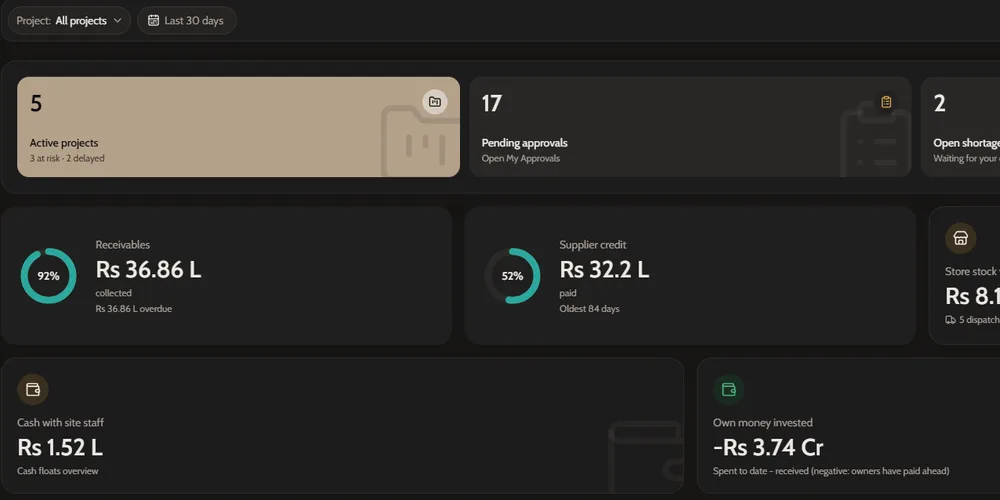 Project: All projects
Last 30 days
5
Active projects
3 at risk · 2 delayed
17
Pending approvals
Open My Approvals
2
Open shortage
Waiting for your
92%
Receivables
Rs 36.86 L
collected
Rs 36.86 L overdue
52%
Supplier credit
Rs 32.2 L
paid
Oldest 84 days
Store stock
Rs 8.1
5 dispatch
Cash with site staff
Rs 1.52 L
Cash floats overview
Own money invested
-Rs 3.74 Cr
Spent to date - received (negative: owners have paid ahead)